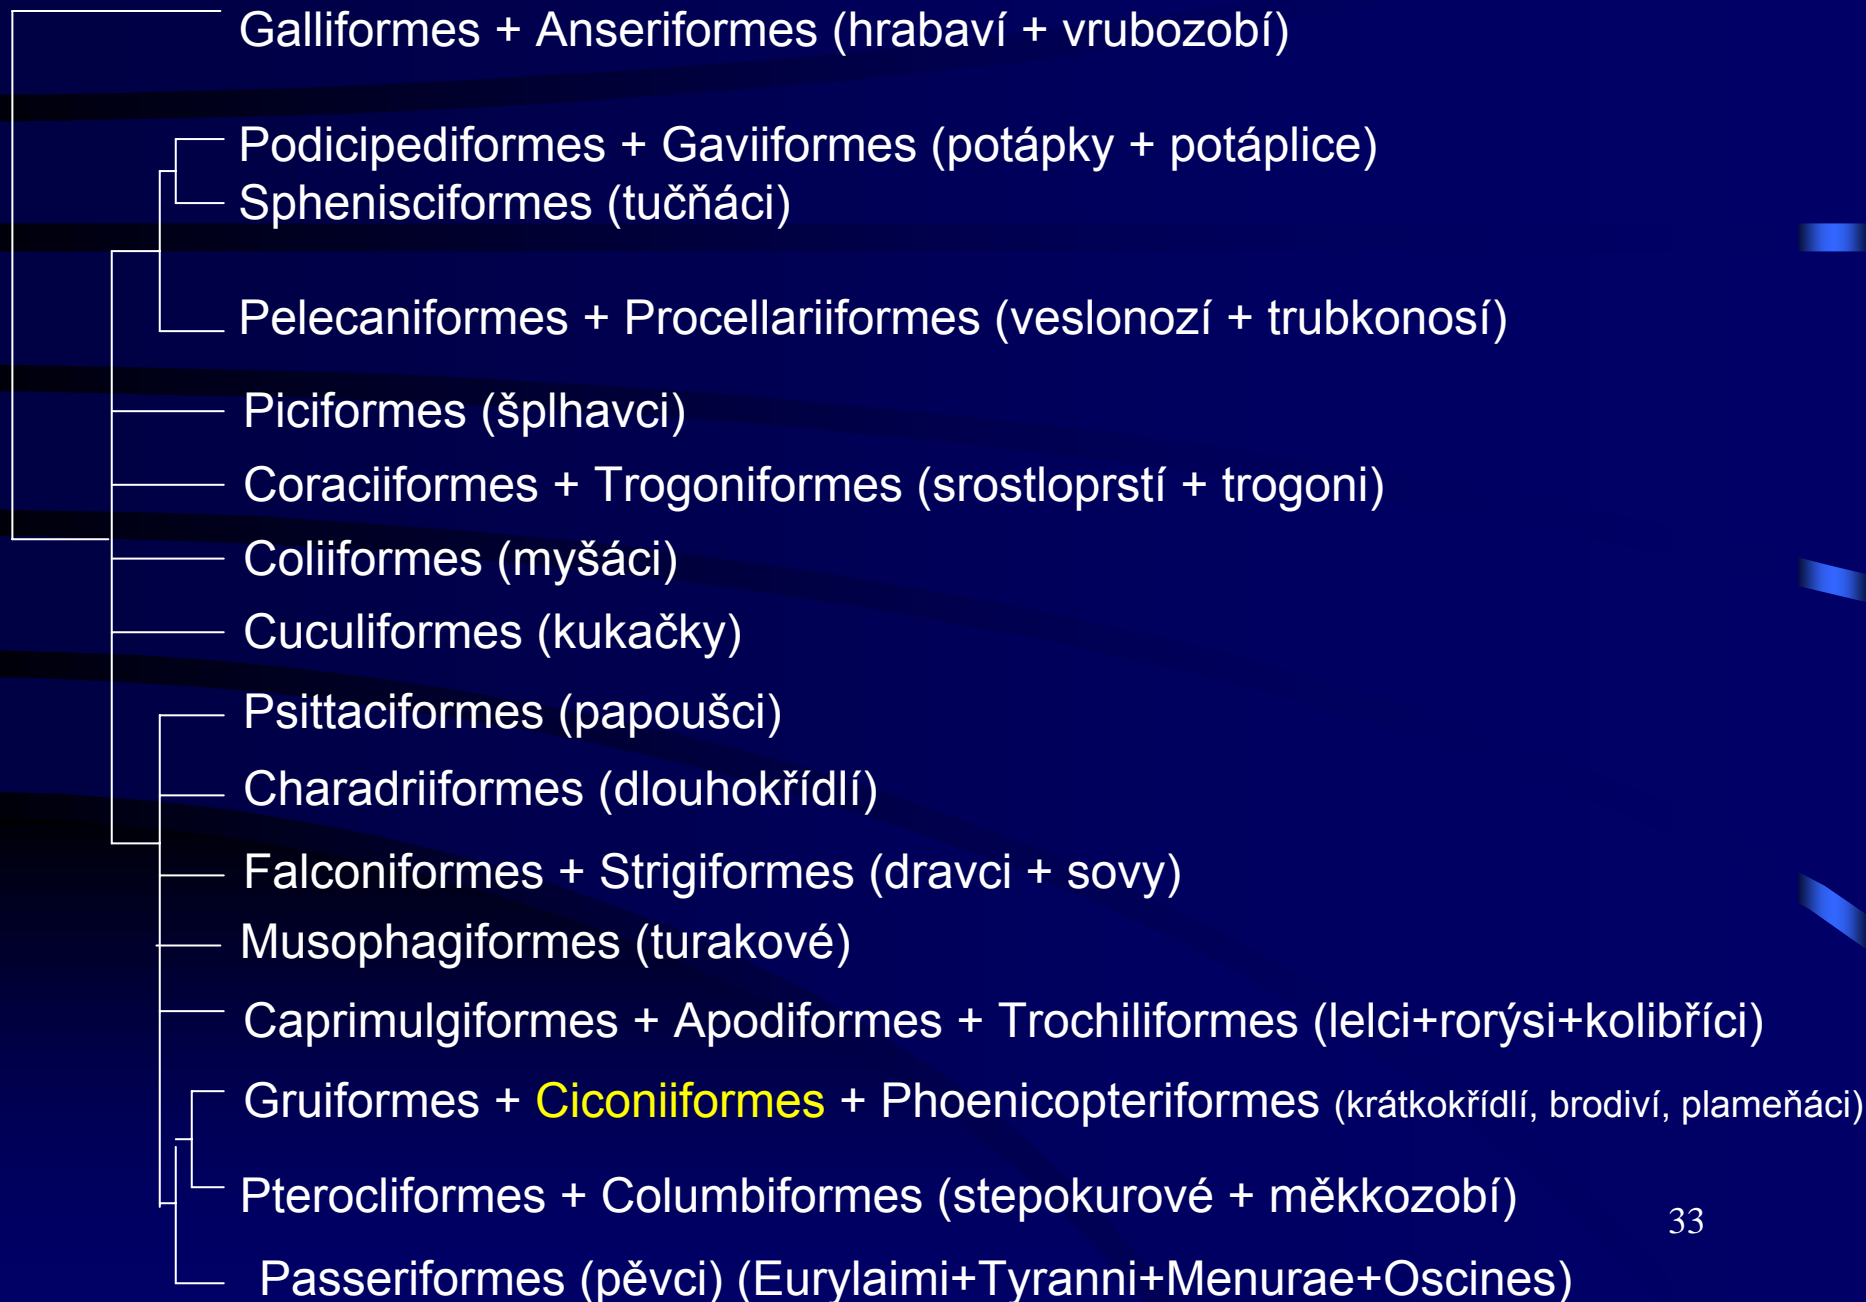 Galliformes + Anseriformes (hrabaví + vrubozobí)
Podicipediformes + Gaviiformes (potápky + potáplice)
Sphenisciformes (tučňáci)
Pelecaniformes + Procellariiformes (veslonozí + trubkonosí)
Piciformes (šplhavci)
Coraciiformes + Trogoniformes (srostloprstí + trogoni)
Coliiformes (myšáci)
Cuculiformes (kukačky)
Psittaciformes (papoušci)
Charadriiformes (dlouhokřídlí)
Falconiformes + Strigiformes (dravci + sovy)
Musophagiformes (turakové)
Caprimulgiformes + Apodiformes + Trochiliformes (lelci+rorýsi+kolibříci)
Gruiformes + Ciconiiformes + Phoenicopteriformes (krátkokřídlí, brodiví, plameňáci)
Pterocliformes + Columbiformes (stepokurové + měkkozobí)
33
Passeriformes (pěvci) (Eurylaimi+Tyranni+Menurae+Oscines)